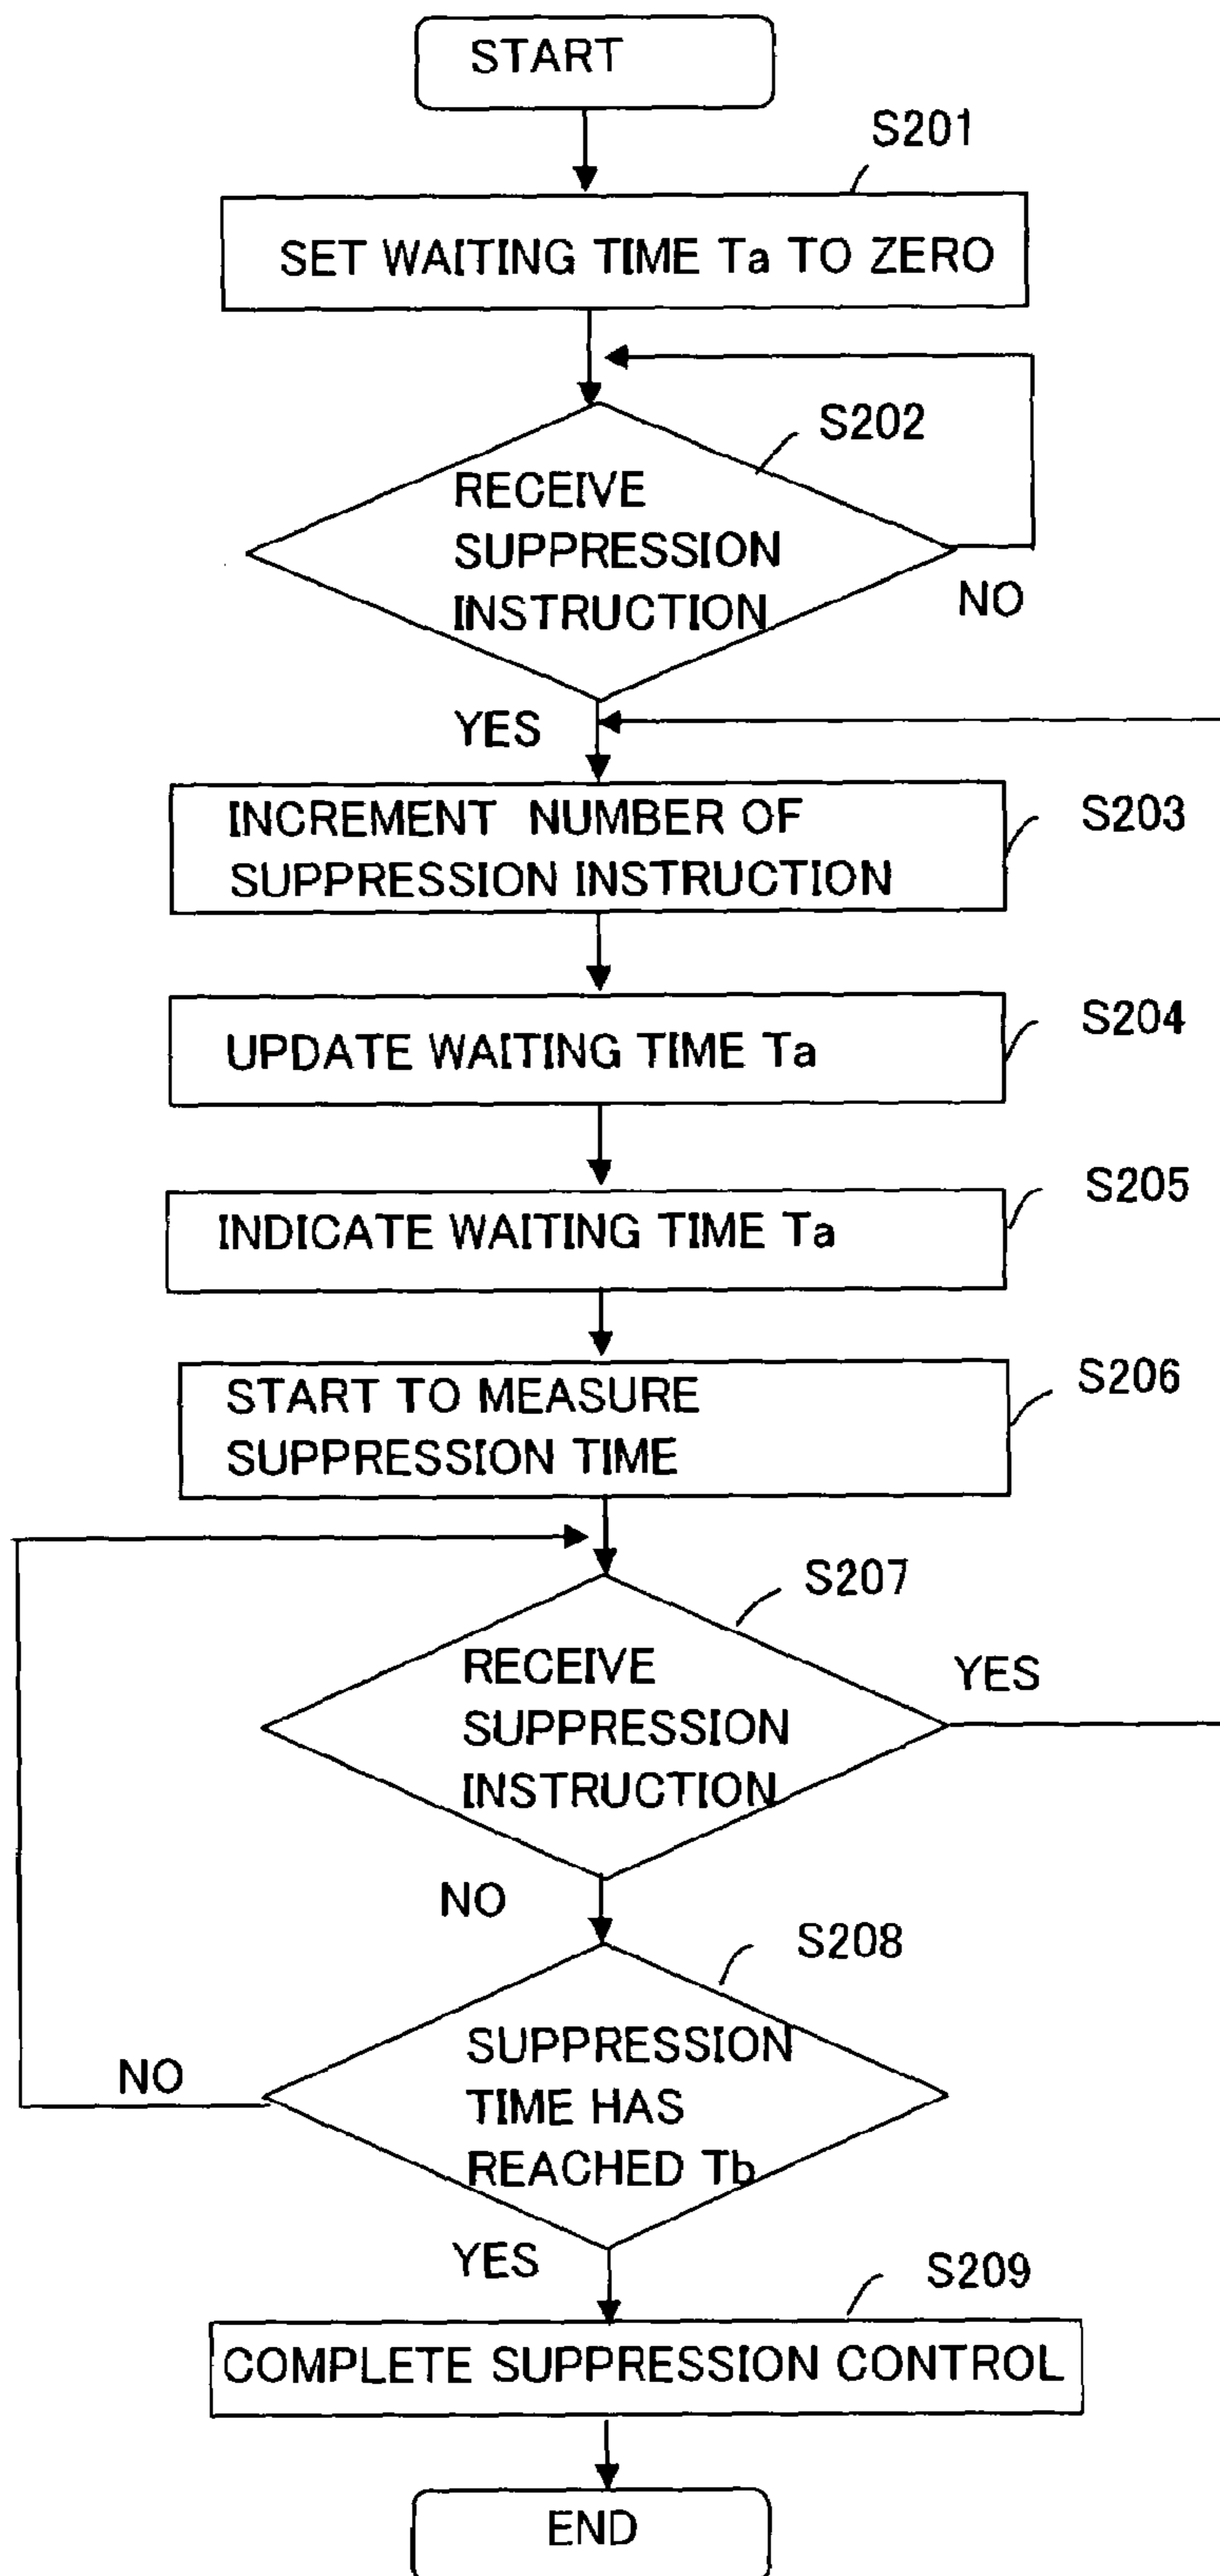 START
S201
SET WAITING TIME Ta TO ZERO
S202
RECEIVE
SUPPRESSION
INSTRUCTION
NO
YES
INCREMENT NUMBER OF
SUPPRESSION INSTRUCTION
S203
UPDATE WAITING TIME Ta
S204
INDICATE WAITING TIME Ta
S205
START TO MEASURE
SUPPRESSION TIME
S206
S207
RECEIVE
SUPPRESSION
INSTRUCTION
YES
NO
S208
SUPPRESSION
TIME HAS
REACHED Tb
NO
YES
S209
COMPLETE SUPPRESSION CONTROL
END